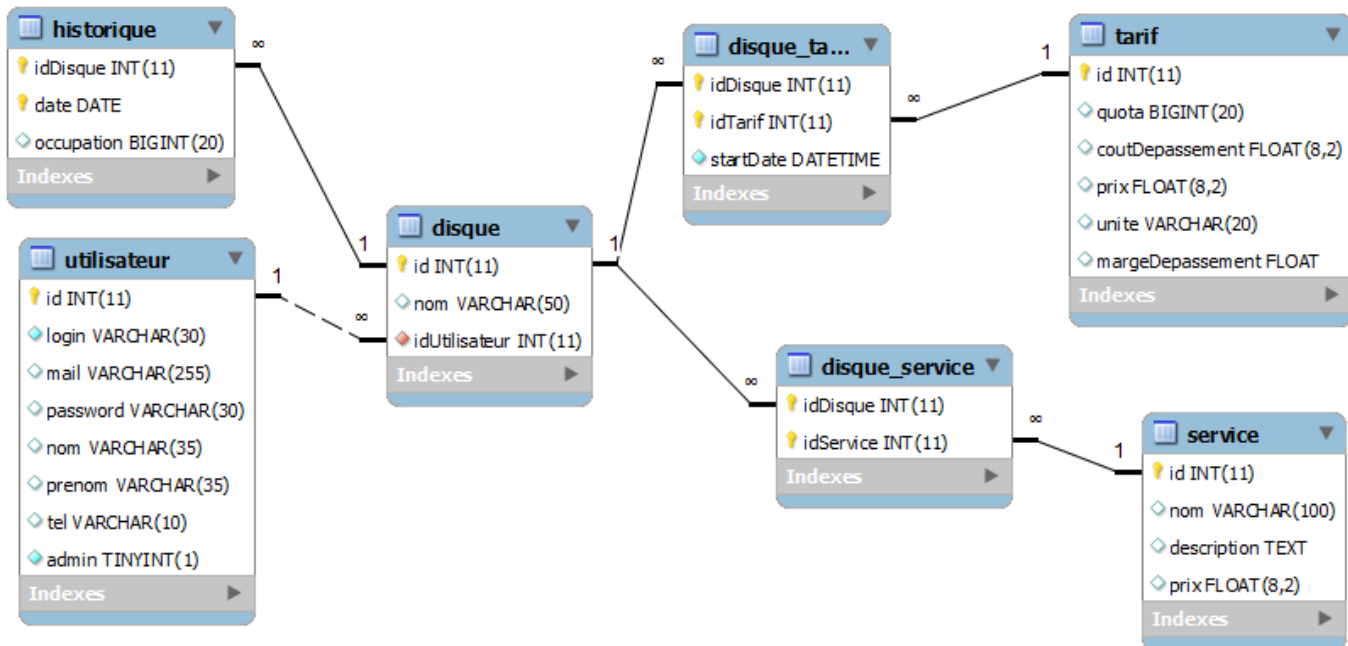 historique
idDisque INT(11)
date DATE
occupation BIGINT(20)
Indexes
∞
utilisateur
id INT(11)
login VARCHAR(30)
mail VARCHAR(255)
password VARCHAR(30)
nom VARCHAR(35)
prenom VARCHAR(35)
tel VARCHAR(10)
admin TINYINT(1)
Indexes
1
∞
1
disque
id INT(11)
nom VARCHAR(50)
idUtilisateur INT(11)
Indexes
1
∞
disque_ta...
idDisque INT(11)
idTarif INT(11)
startDate DATETIME
Indexes
∞
1
tarif
id INT(11)
quota BIGINT(20)
coutDepassement FLOAT(8,2)
prix FLOAT(8,2)
unite VARCHAR(20)
margeDepassement FLOAT
Indexes
∞
disque_service
idDisque INT(11)
idService INT(11)
Indexes
∞
1
service
id INT(11)
nom VARCHAR(100)
description TEXT
prix FLOAT(8,2)
Indexes